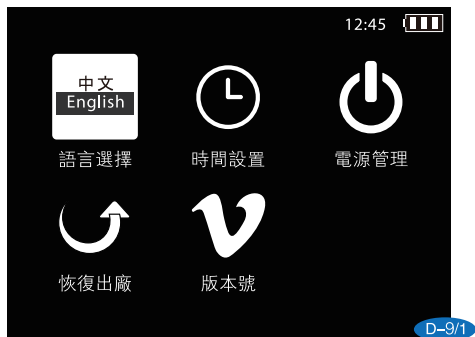 12:45
中文
English
語言選擇
時間設置
電源管理
恢復出廠
版本號
D-9/1